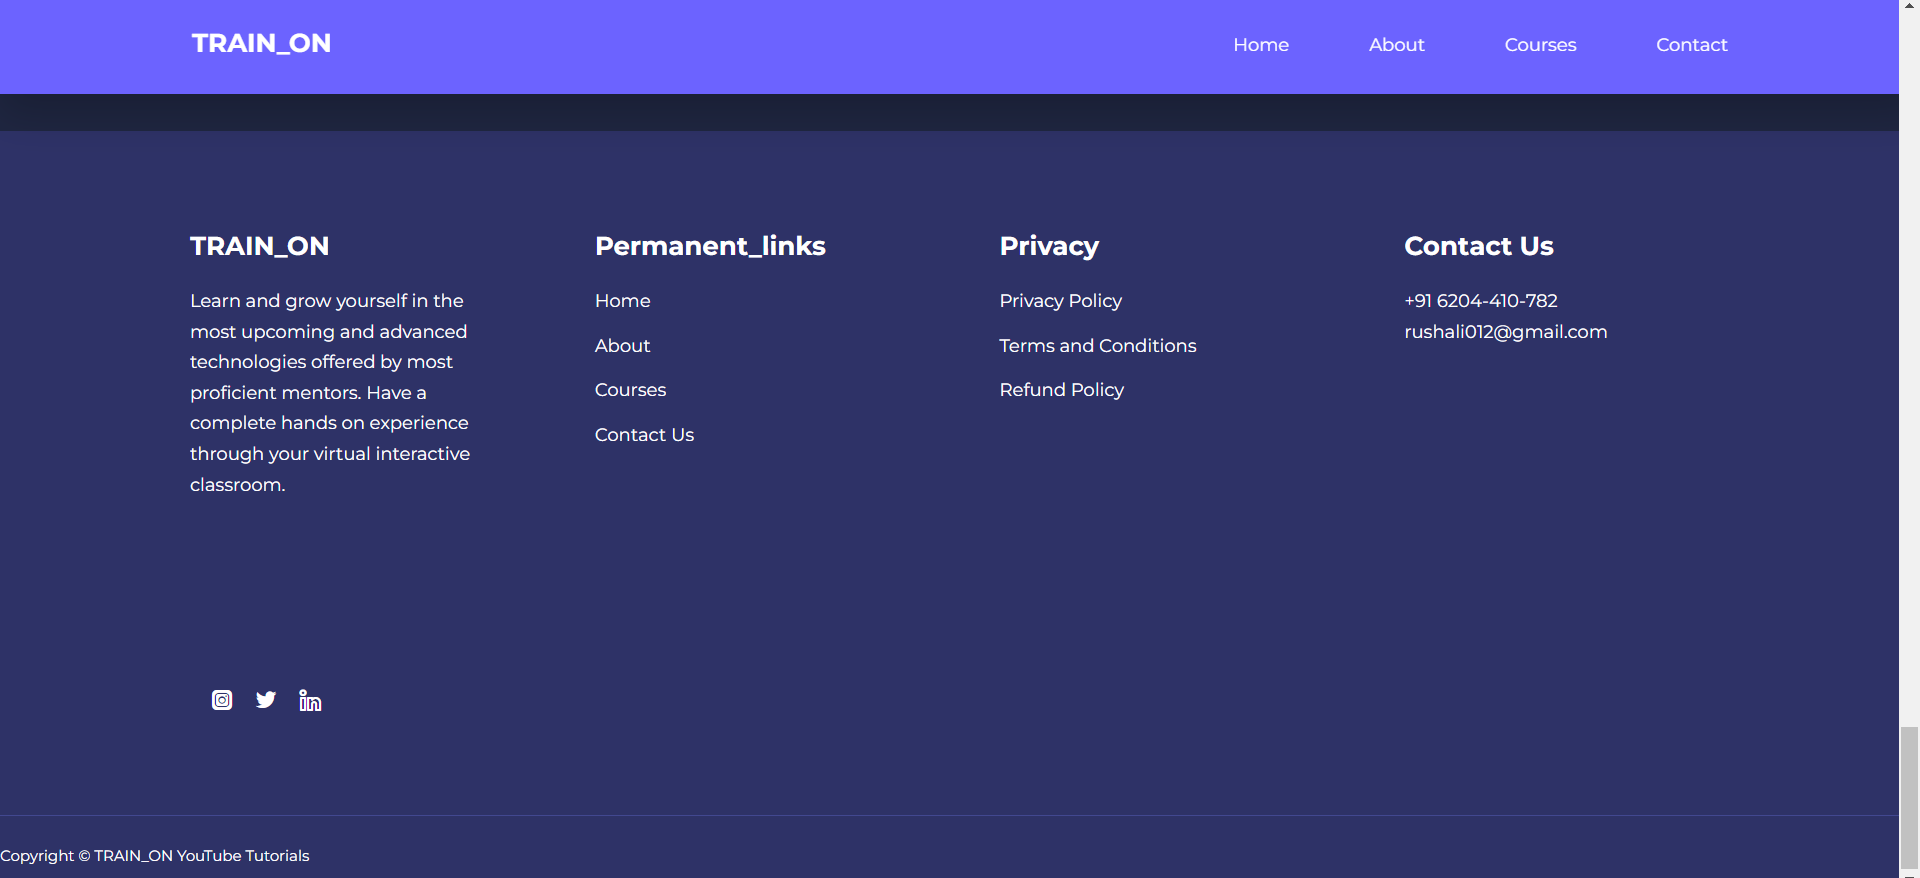 TRAIN_ON
Home
About
Courses
Contact
TRAIN_ON
Learn and grow yourself in the
most upcoming and advanced
technologies offered by most
proficient mentors. Have a
complete hands on experience
through your virtual interactive
classroom.
Permanent_links
Home
About
Courses
Contact Us
Privacy
Privacy Policy
Terms and Conditions
Refund Policy
Contact Us
+91 6204-410-782
rushali012@gmail.com
Copyright © TRAIN_ON YouTube Tutorials